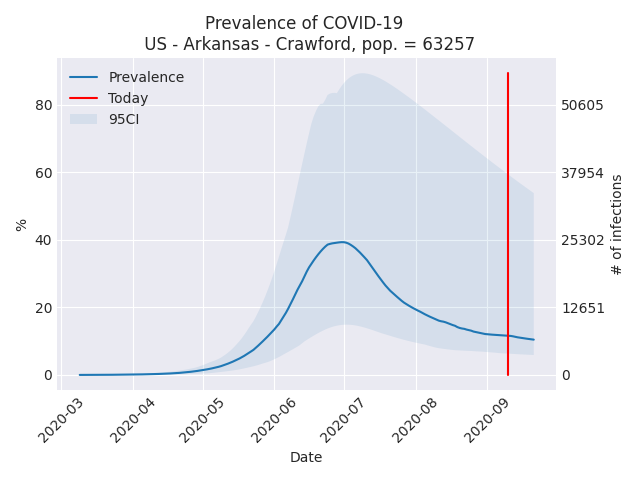 Prevalence of COVID-19
US - Arkansas - Crawford, pop. = 63257
Prevalence
Today
95CI
80
60
40
20
0
%
50605
37954
25302
12651
0
# of infections
2020-03
2020-04
2020-05
2020-06
2020-07
2020-08
2020-09
Date